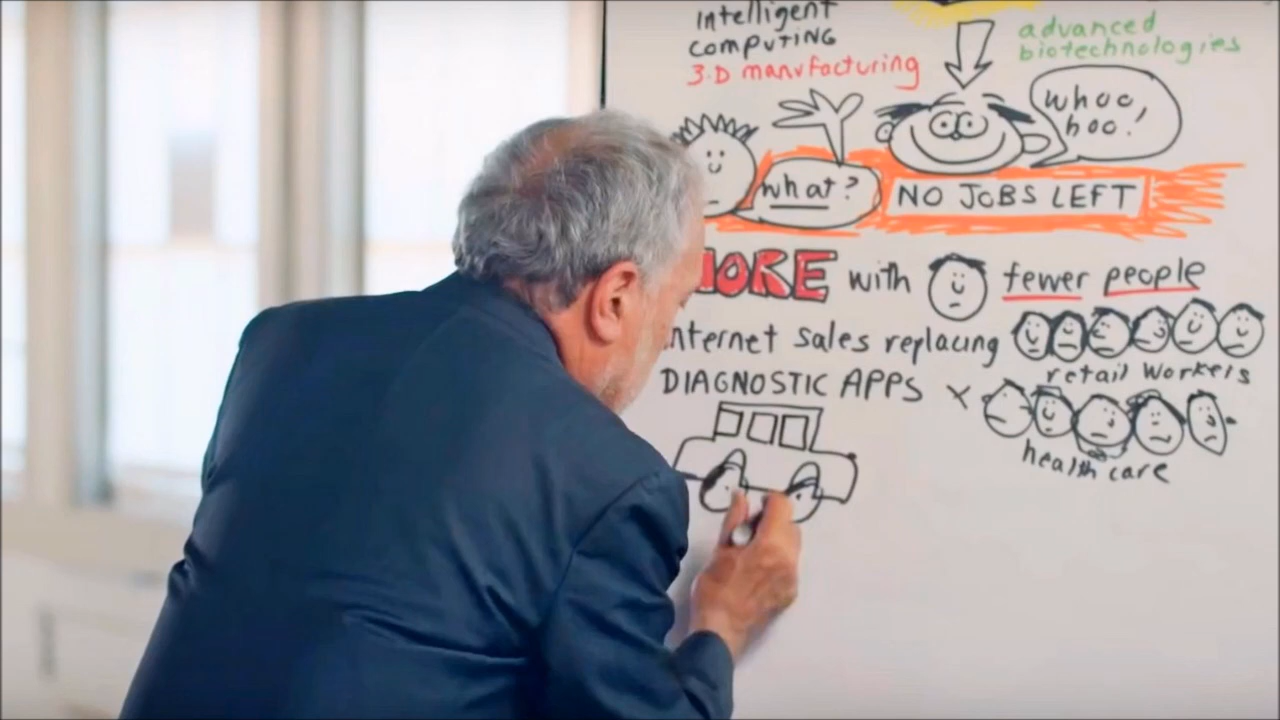 intelligent
computing
3-D manufacturing
advanced
biotechnologies
whoo,
hoo!
what?
NO JOBS LEFT
MORE with fewer people
internet sales replacing
retail workers
DIAGNOSTIC APPS
health care